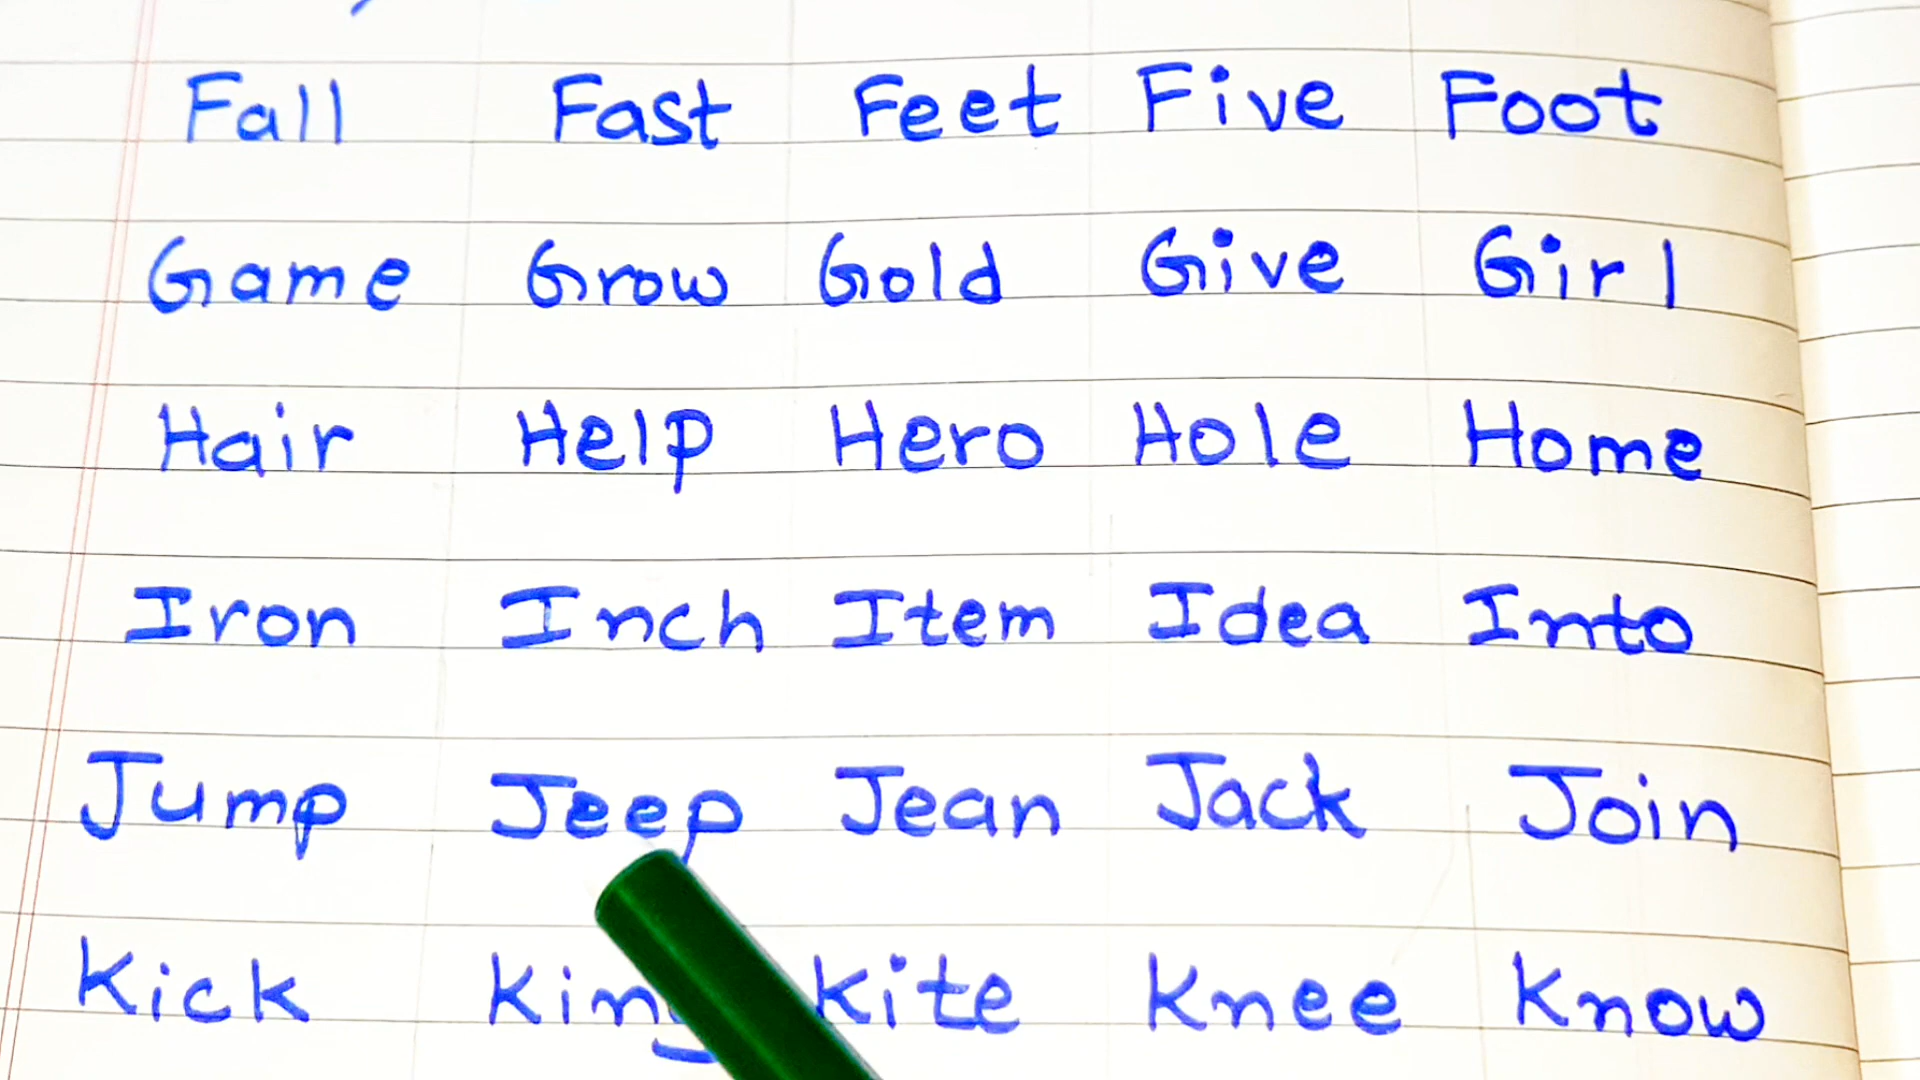 Fall Fast Feet Five Foot
Game Grow Gold Give Girl
Hair Help Hero Hole Home
Iron Inch Item Idea Into
Jump Jeep Jean Jack Join
Kick King Kite Knee Know